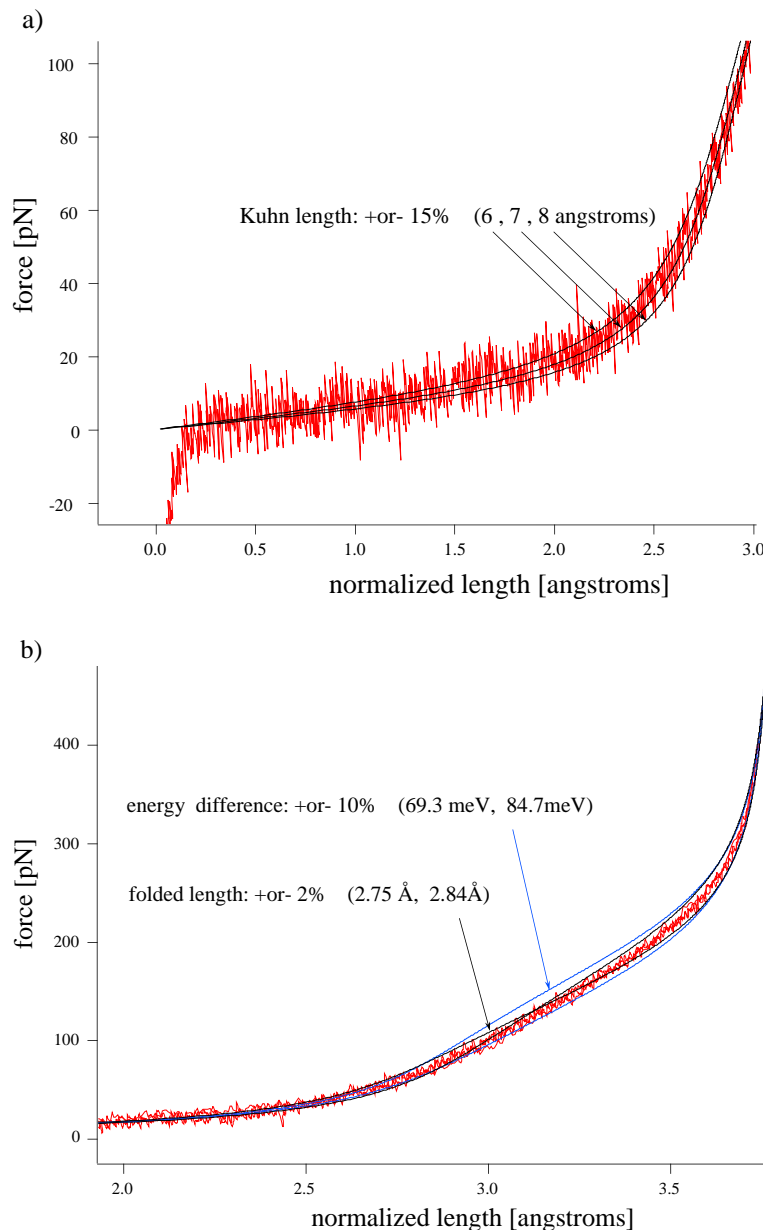 a)
100
80
60
40
20
0
-20
force [pN]
Kuhn length: +or- 15% (6 , 7 , 8 angstroms)
0.0 0.5 1.0 1.5 2.0 2.5 3.0
normalized length [angstroms]
b)
400
300
200
100
0
force [pN]
energy difference: +or- 10% (69.3 meV, 84.7meV)
folded length: +or- 2% (2.75 Å, 2.84Å)
2.0 2.5 3.0 3.5
normalized length [angstroms]